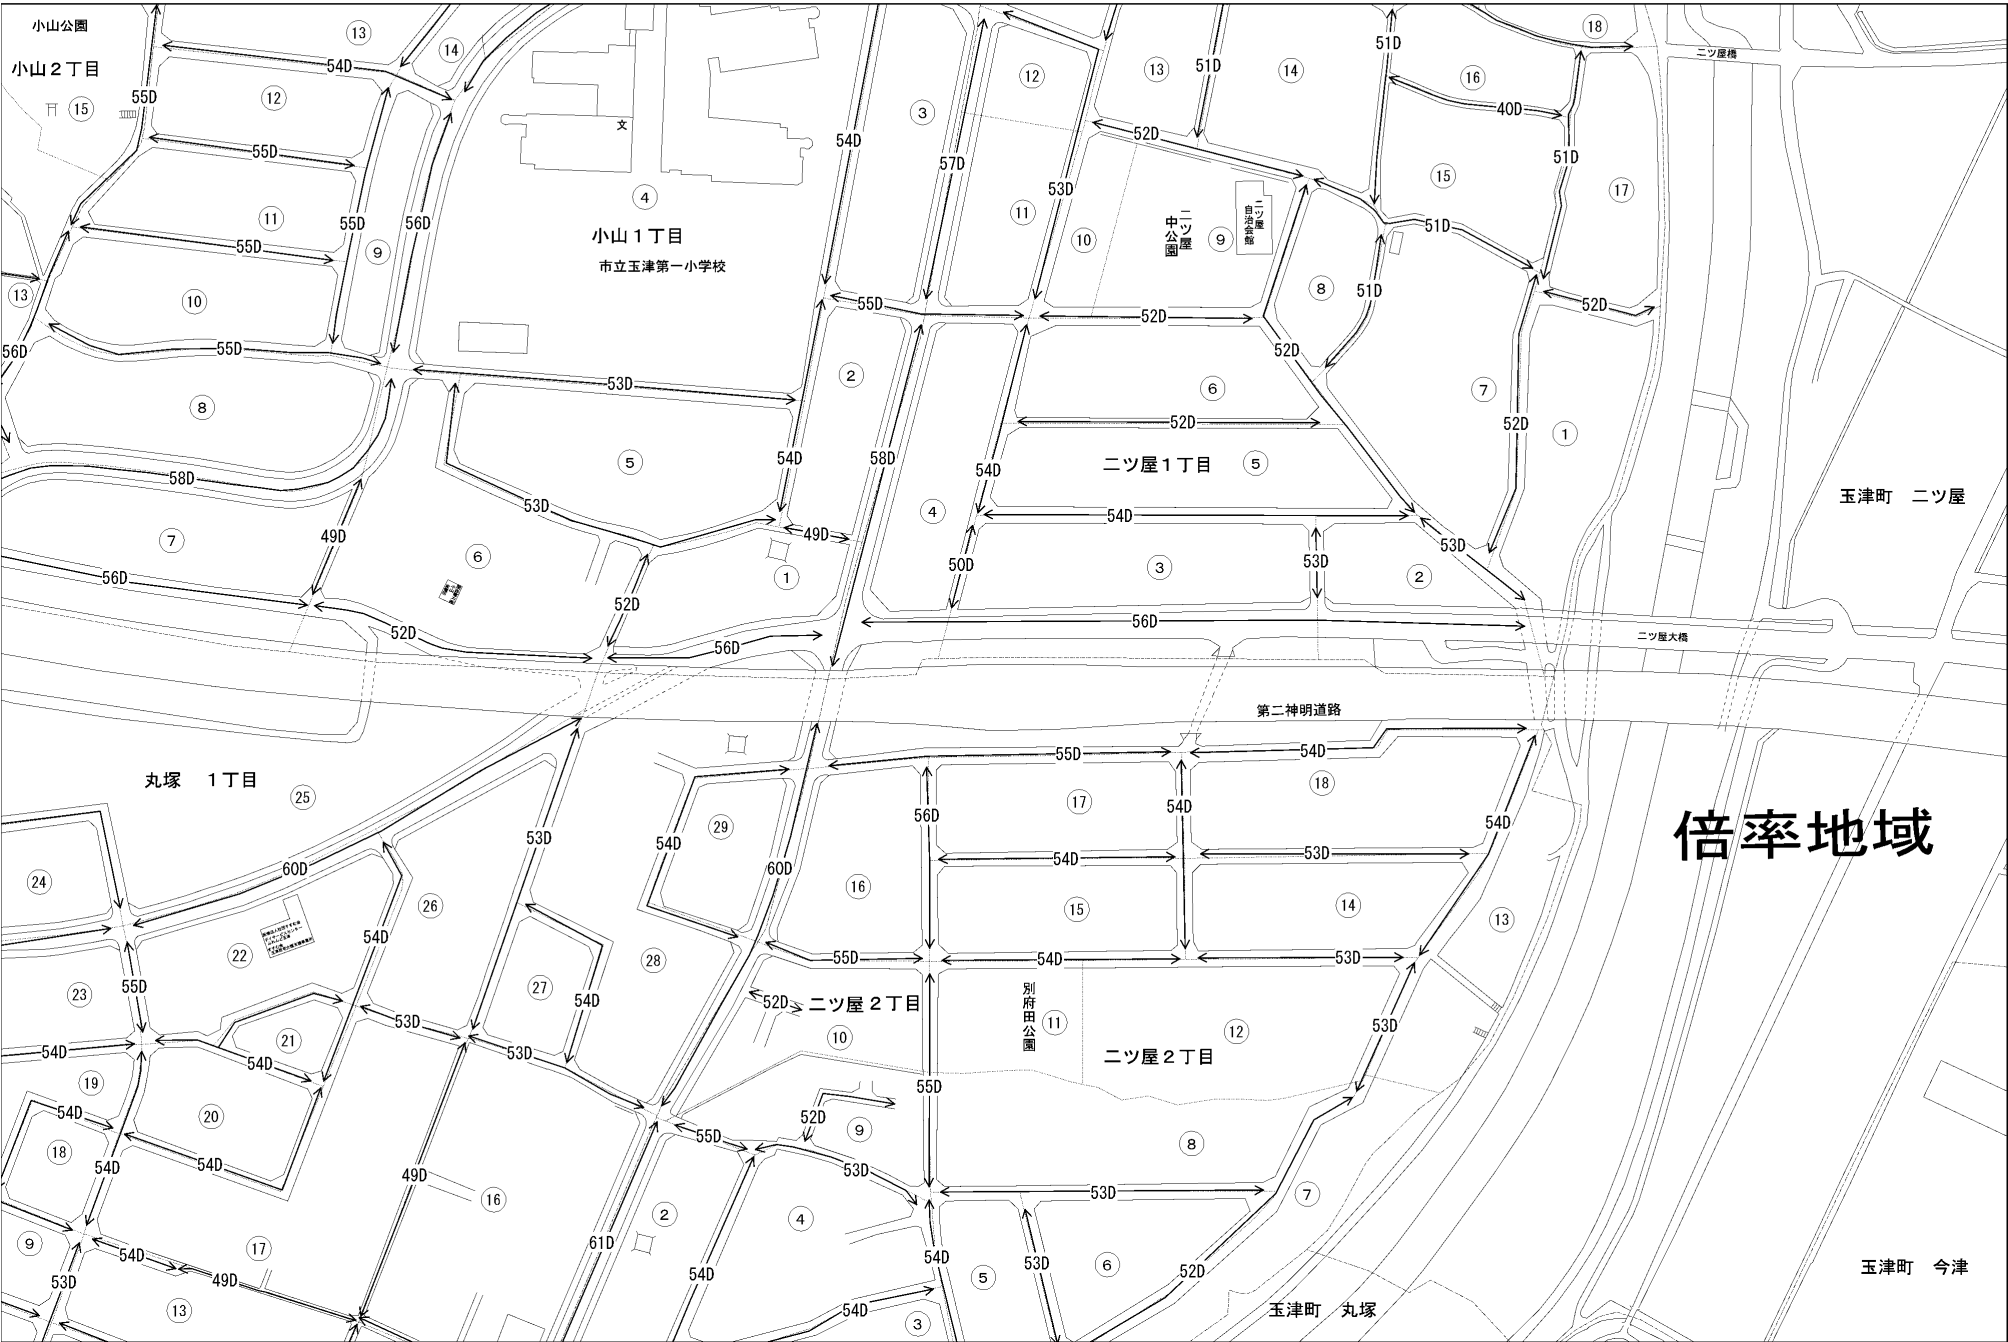 小山公園
小山2丁目
⑮
⑬
⑭
54D
55D
⑫
55D
⑪
55D
55D
56D
⑨
⑩
⑬
56D
55D
⑧
58D
⑦
56D
49D
⑥
52D
文
④
小山1丁目
市立玉津第一小学校
53D
⑤
53D
52D
56D
54D
54D
49D
①
②
55D
③
57D
58D
⑫
⑪
⑩
53D
⑬
52D
51D
⑭
51D
⑱
二ツ屋橋
⑯
40D
51D
⑮
⑰
二ツ屋
中公園
⑨
二ツ屋
自治会館
51D
⑧
51D
52D
52D
52D
⑥
52D
⑦
52D
①
二ツ屋1丁目
⑤
④
54D
54D
50D
③
53D
②
53D
56D
二ツ屋大橋
玉津町 二ツ屋
第二神明道路
丸塚 1丁目
㉕
㉔
60D
㉒
㉓
55D
54D
㉖
54D
53D
㉑
54D
⑳
54D
⑲
54D
⑱
54D
53D
㉗
54D
53D
㉘
㉙
54D
60D
49D
⑯
⑰
54D
49D
⑨
53D
⑬
61D
②
55D
54D
④
52D
⑨
53D
⑩
52D
二ツ屋2丁目
55D
56D
55D
⑰
54D
⑱
54D
54D
53D
54D
⑯
⑮
⑭
⑬
55D
54D
53D
別府田公園
⑪
⑫
二ツ屋2丁目
53D
⑧
53D
⑦
54D
⑤
53D
⑥
52D
54D
③
倍率地域
玉津町 今津
玉津町 丸塚